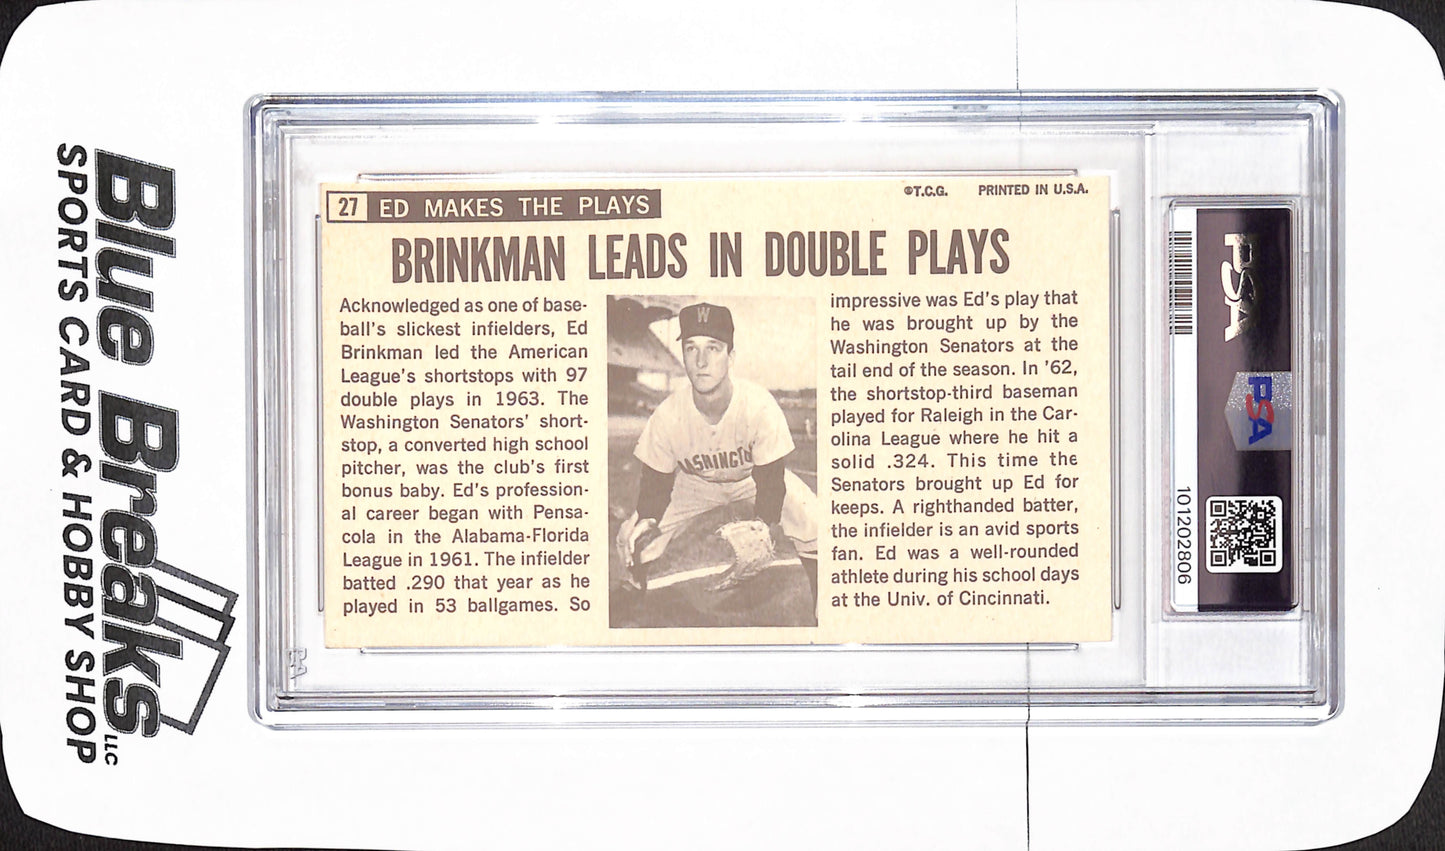 Blue Breaks LLC
SPORTS CARD & HOBBY SHOP
27 ED MAKES THE PLAYS
©T.C.G. PRINTED IN U.S.A.
BRINKMAN LEADS IN DOUBLE PLAYS
Acknowledged as one of base-
ball's slickest infielders, Ed
Brinkman led the American
League's shortstops with 97
double plays in 1963. The
Washington Senators' short-
stop, a converted high school
pitcher, was the club's first
bonus baby. Ed's profession-
al career began with Pensa-
cola in the Alabama-Florida
League in 1961. The infielder
batted .290 that year as he
played in 53 ballgames. So
W
WASHINGTO
impressive was Ed's play that
he was brought up by the
Washington Senators at the
tail end of the season. In '62,
the shortstop-third baseman
played for Raleigh in the Car-
olina League where he hit a
solid .324. This time the
Senators brought up Ed for
keeps. A righthanded batter,
the infielder is an avid sports
fan. Ed was a well-rounded
athlete during his school days
at the Univ. of Cincinnati.
PSA
PSA
101202806
PSA